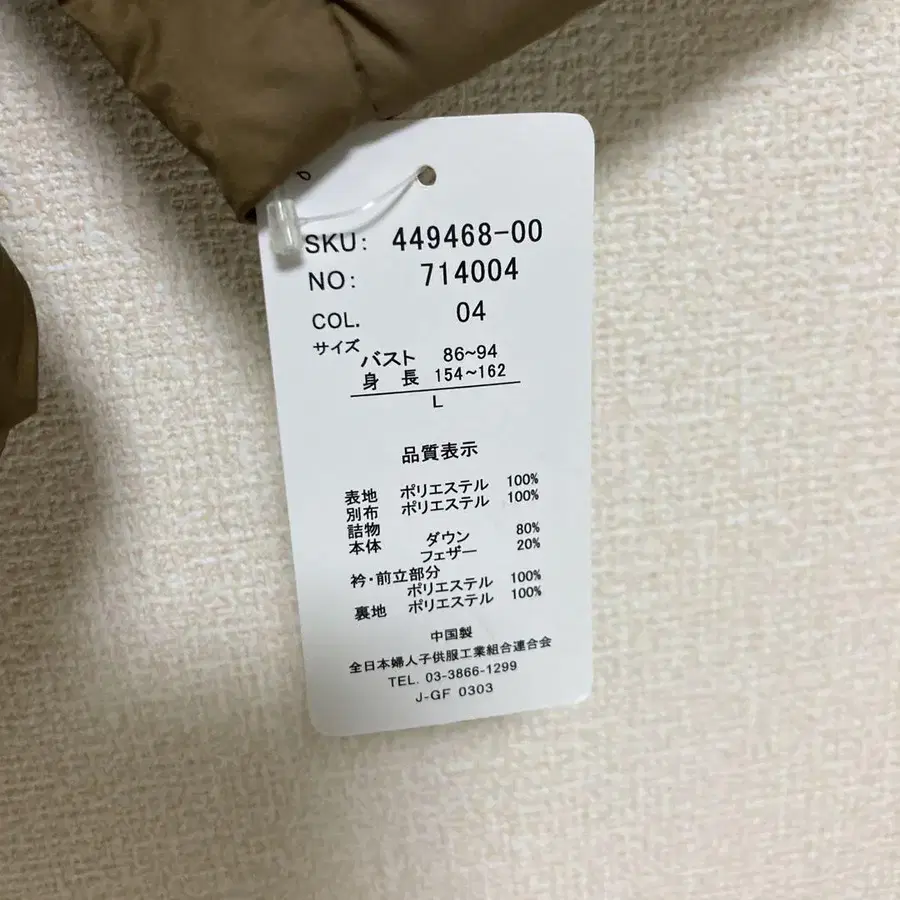 SKU: 449468-00
NO: 714004
COL. 04
サイズ
バスト 86~94
身長 154~162
L
品質表示
表地 ポリエステル 100%
別布 ポリエステル 100%
詰物
本体 ダウン 80%
フェザー 20%
衿・前立部分
ポリエステル 100%
裏地 ポリエステル 100%
中国製
全日本婦人子供服工業組合連合会
TEL. 03-3866-1299
J-GF 0303